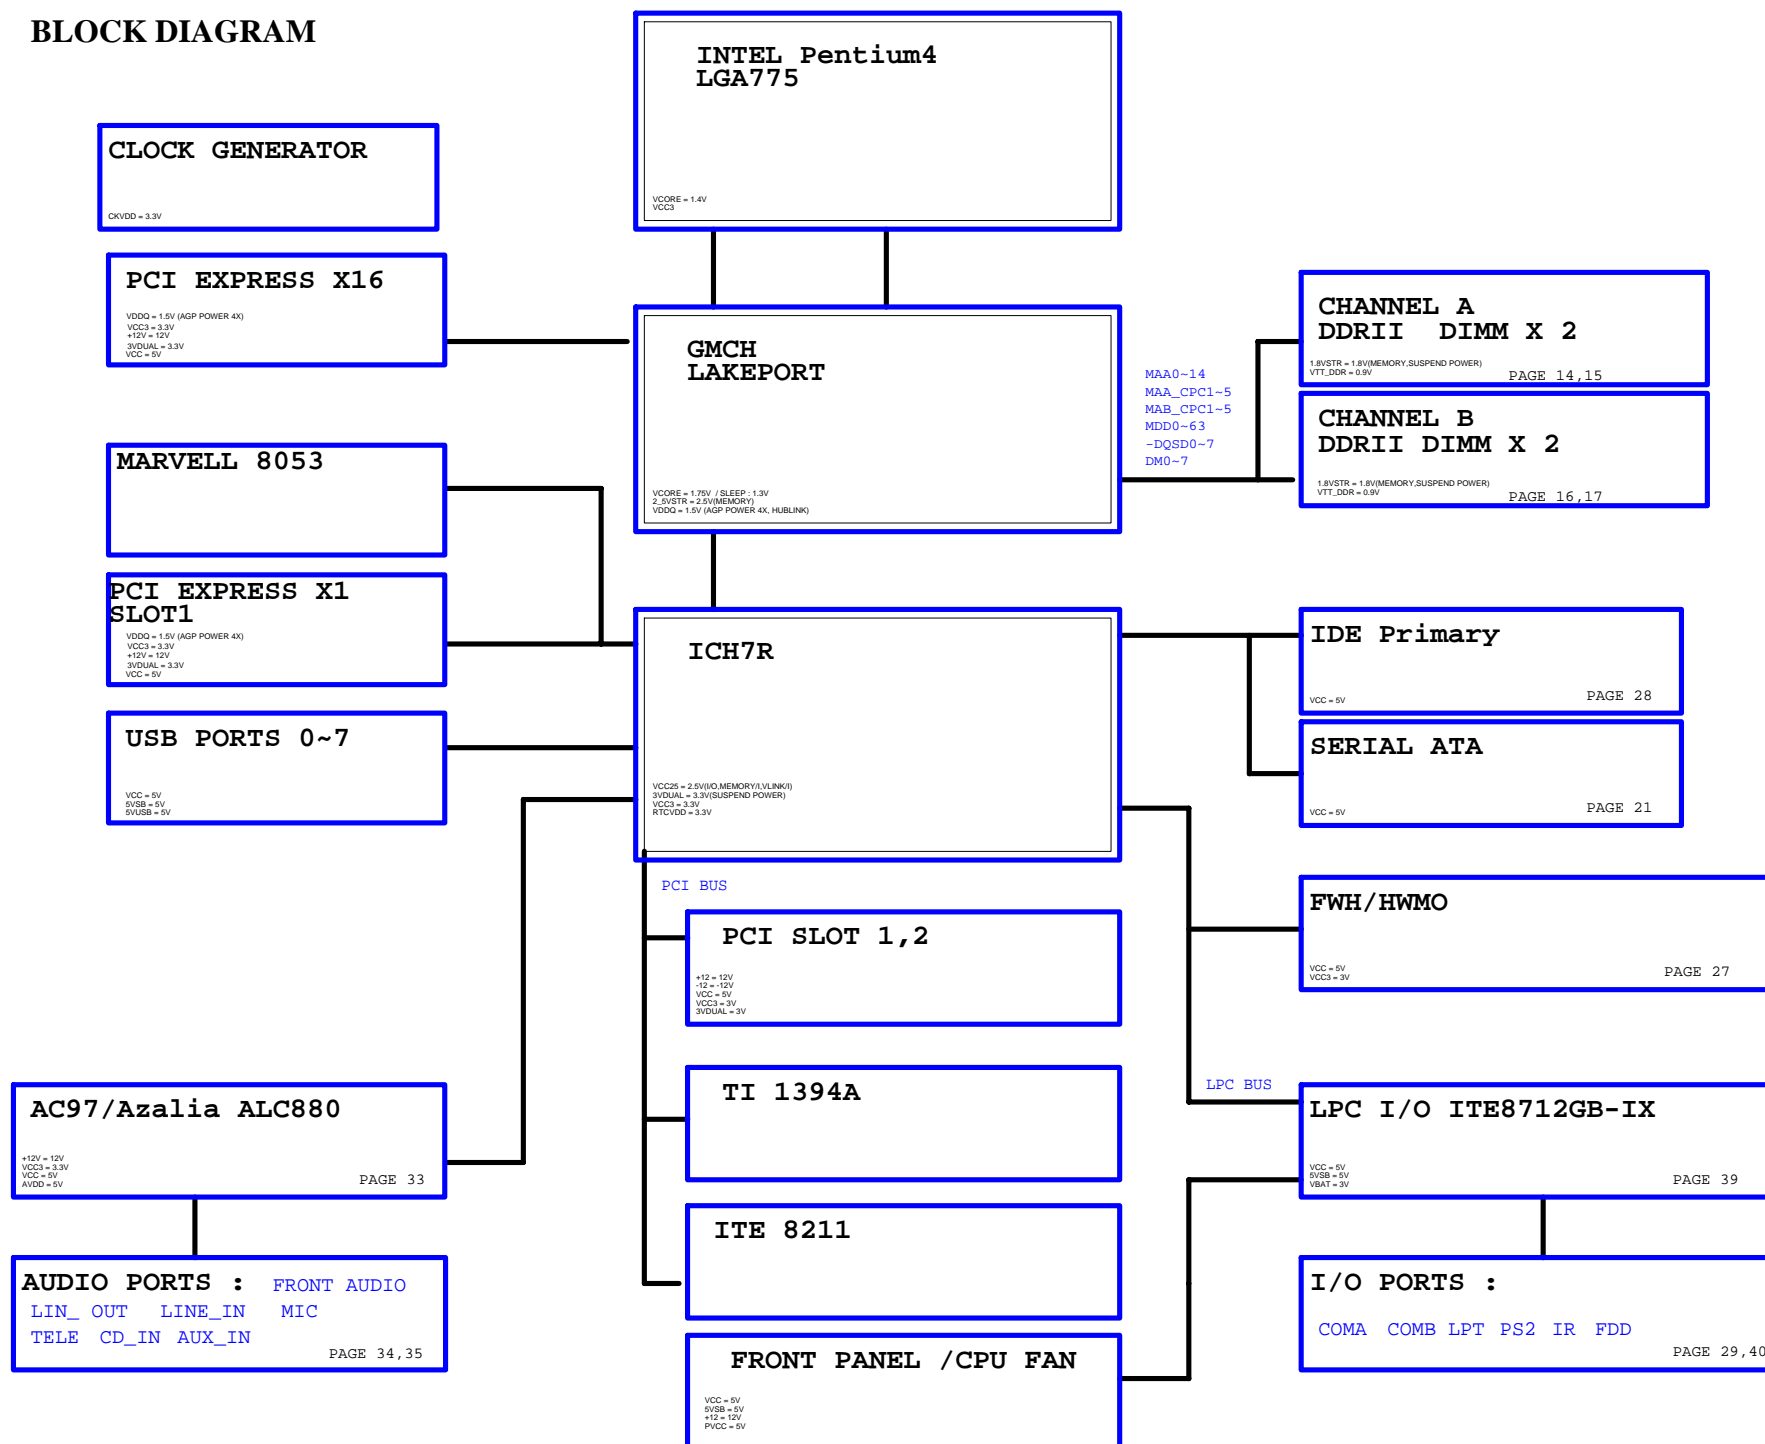 BLOCK DIAGRAM
INTEL Pentium4
LGA775
VCORE = 1.4V
VCC3
CLOCK GENERATOR
CKVDD = 3.3V
PCI EXPRESS X16
VDDQ = 1.5V (AGP POWER 4X)
VCC3 = 3.3V
+12V = 12V
3VDUAL = 3.3V
VCC = 5V
GMCH
LAKEPORT
VCORE = 1.75V / SLEEP : 1.3V
2_5VSTR = 2.5V(MEMORY)
VDDQ = 1.5V (AGP POWER 4X, HUBLINK)
MAA0~14
MAA_CPC1~5
MAB_CPC1~5
MDD0~63
-DQSD0~7
DM0~7
CHANNEL A
DDRII DIMM X 2
1.8VSTR = 1.8V(MEMORY,SUSPEND POWER)
VTT_DDR = 0.9V
PAGE 14,15
CHANNEL B
DDRII DIMM X 2
1.8VSTR = 1.8V(MEMORY,SUSPEND POWER)
VTT_DDR = 0.9V
PAGE 16,17
MARVELL 8053
PCI EXPRESS X1
SLOT1
VDDQ = 1.5V (AGP POWER 4X)
VCC3 = 3.3V
+12V = 12V
3VDUAL = 3.3V
VCC = 5V
USB PORTS 0~7
VCC = 5V
5VSB = 5V
5VUSB = 5V
ICH7R
VCC25 = 2.5V(I/O,MEMORY/I,VLINK/I)
3VDUAL = 3.3V(SUSPEND POWER)
VCC3 = 3.3V
RTCVDD = 3.3V
IDE Primary
VCC = 5V
PAGE 28
SERIAL ATA
VCC = 5V
PAGE 21
PCI BUS
PCI SLOT 1,2
+12 = 12V
-12 = -12V
VCC = 5V
VCC3 = 3V
3VDUAL = 3V
FWH/HWMO
VCC = 5V
VCC3 = 3V
PAGE 27
TI 1394A
LPC BUS
LPC I/O ITE8712GB-IX
VCC = 5V
5VSB = 5V
VBAT = 3V
PAGE 39
AC97/Azalia ALC880
+12V = 12V
VCC3 = 3.3V
VCC = 5V
AVDD = 5V
PAGE 33
ITE 8211
AUDIO PORTS : FRONT AUDIO
LIN_ OUT LINE_IN MIC
TELE CD_IN AUX_IN
PAGE 34,35
I/O PORTS :
COMA COMB LPT PS2 IR FDD
PAGE 29,40
FRONT PANEL /CPU FAN
VCC = 5V
5VSB = 5V
+12 = 12V
PVCC = 5V